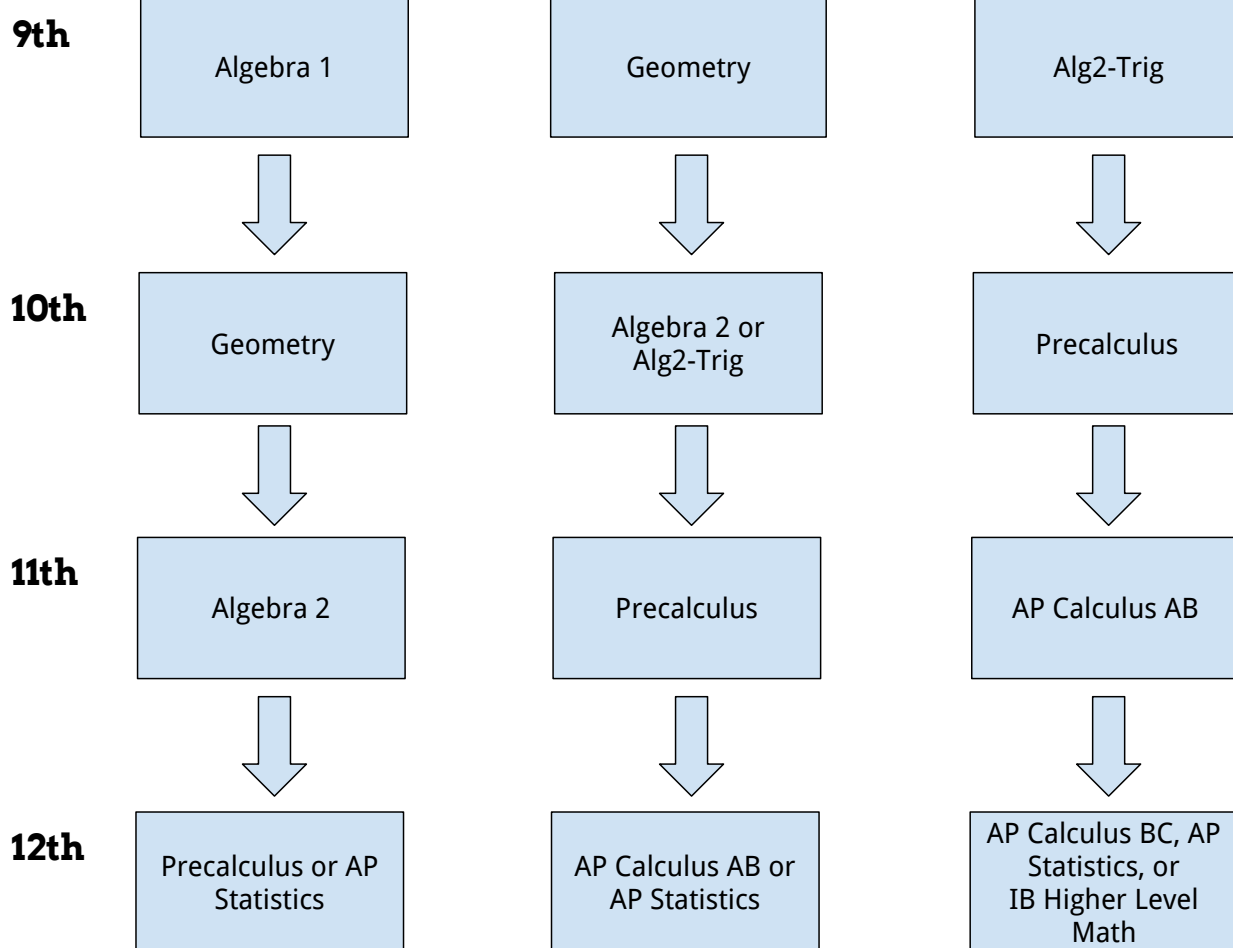 9th
Algebra 1
Geometry
Alg2-Trig
10th
Geometry
Algebra 2 or
Alg2-Trig
Precalculus
11th
Algebra 2
Precalculus
AP Calculus AB
12th
Precalculus or AP
Statistics
AP Calculus AB or
AP Statistics
AP Calculus BC, AP
Statistics, or
IB Higher Level
Math